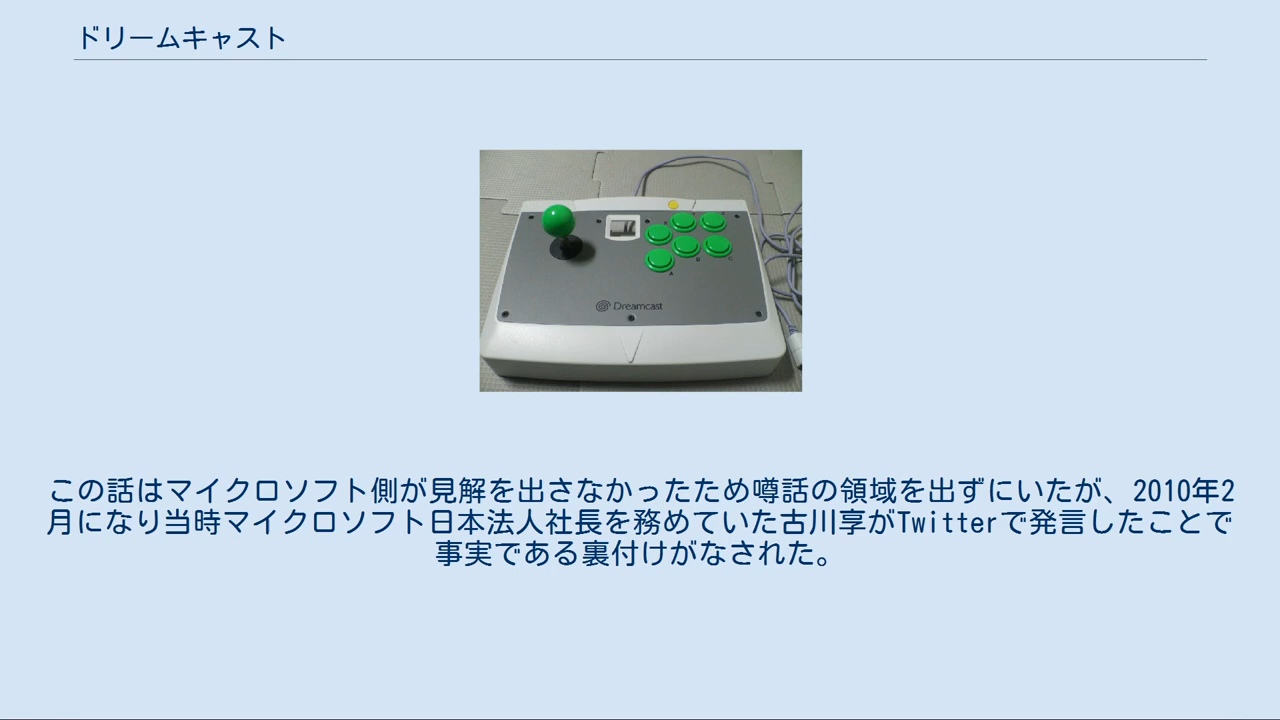 ドリームキャスト
Dreamcast
この話はマイクロソフト側が見解を出さなかったため噂話の領域を出ずにいたが、2010年2
月になり当時マイクロソフト日本法人社長を務めていた古川享がTwitterで発言したことで
事実である裏付けがなされた。